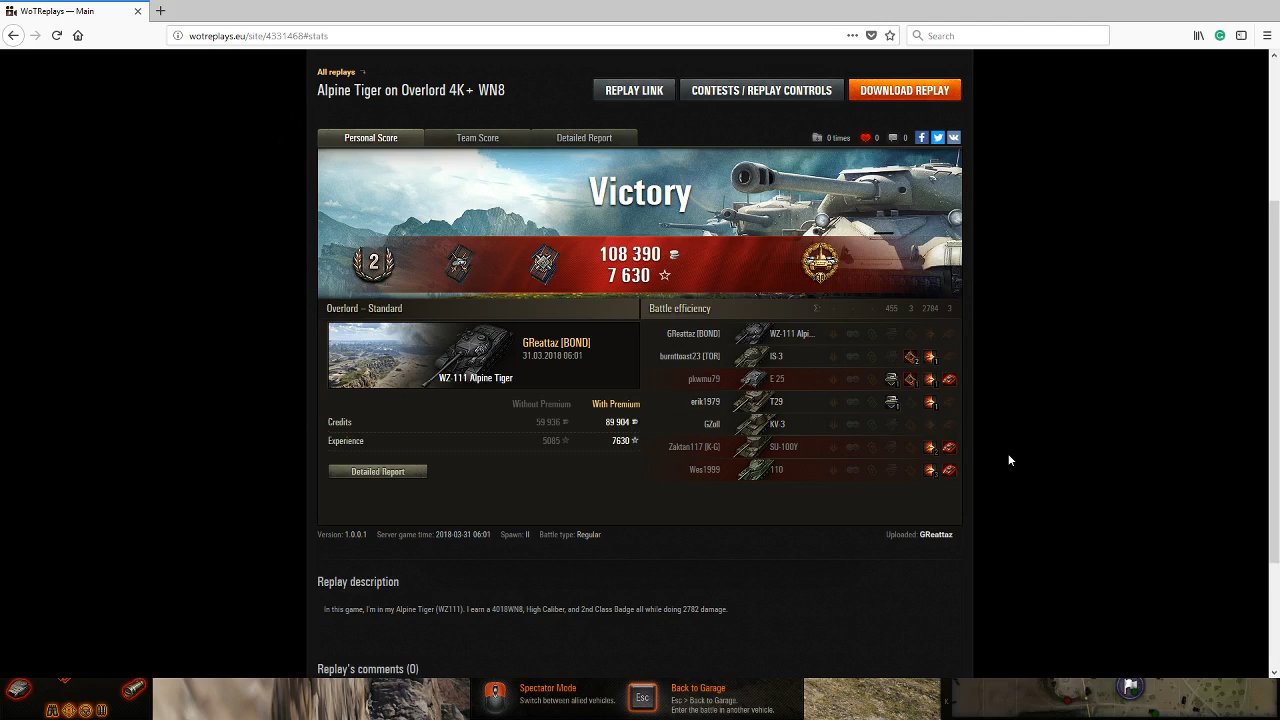 WoTReplays — Main
wotreplays.eu/site/4331468#stats
Search
All replays
Alpine Tiger on Overlord 4K+ WN8
REPLAY LINK
CONTESTS / REPLAY CONTROLS
DOWNLOAD REPLAY
Personal Score
Team Score
Detailed Report
0 times
0
0
Victory
2
108 390
7 630
Overlord – Standard
Battle efficiency
455 3 2784 3
GReattaz [BOND]
31.03.2018 06:01
WZ-111 Alpine Tiger
Without Premium With Premium
Credits 59 936 89 904
Experience 5085 7630
Detailed Report
GReattaz [BOND] WZ-111 Alpi...
burnttoast23 [TOR] IS-3
pkwmu79 E 25
erik1979 T29
GZoll KV-3
Zaktan117 [K-G] SU-100Y
Wes1999 110
Version: 1.0.0.1 Server game time: 2018-03-31 06:01 Spawn: II Battle type: Regular
Uploaded: GReattaz
Replay description
In this game, I'm in my Alpine Tiger (WZ111). I earn a 4018WN8, High Caliber, and 2nd Class Badge all while doing 2782 damage.
Replay's comments (0)
Spectator Mode
Switch between allied vehicles.
Esc
Back to Garage
Esc > Back to Garage.
Enter the battle in another vehicle.